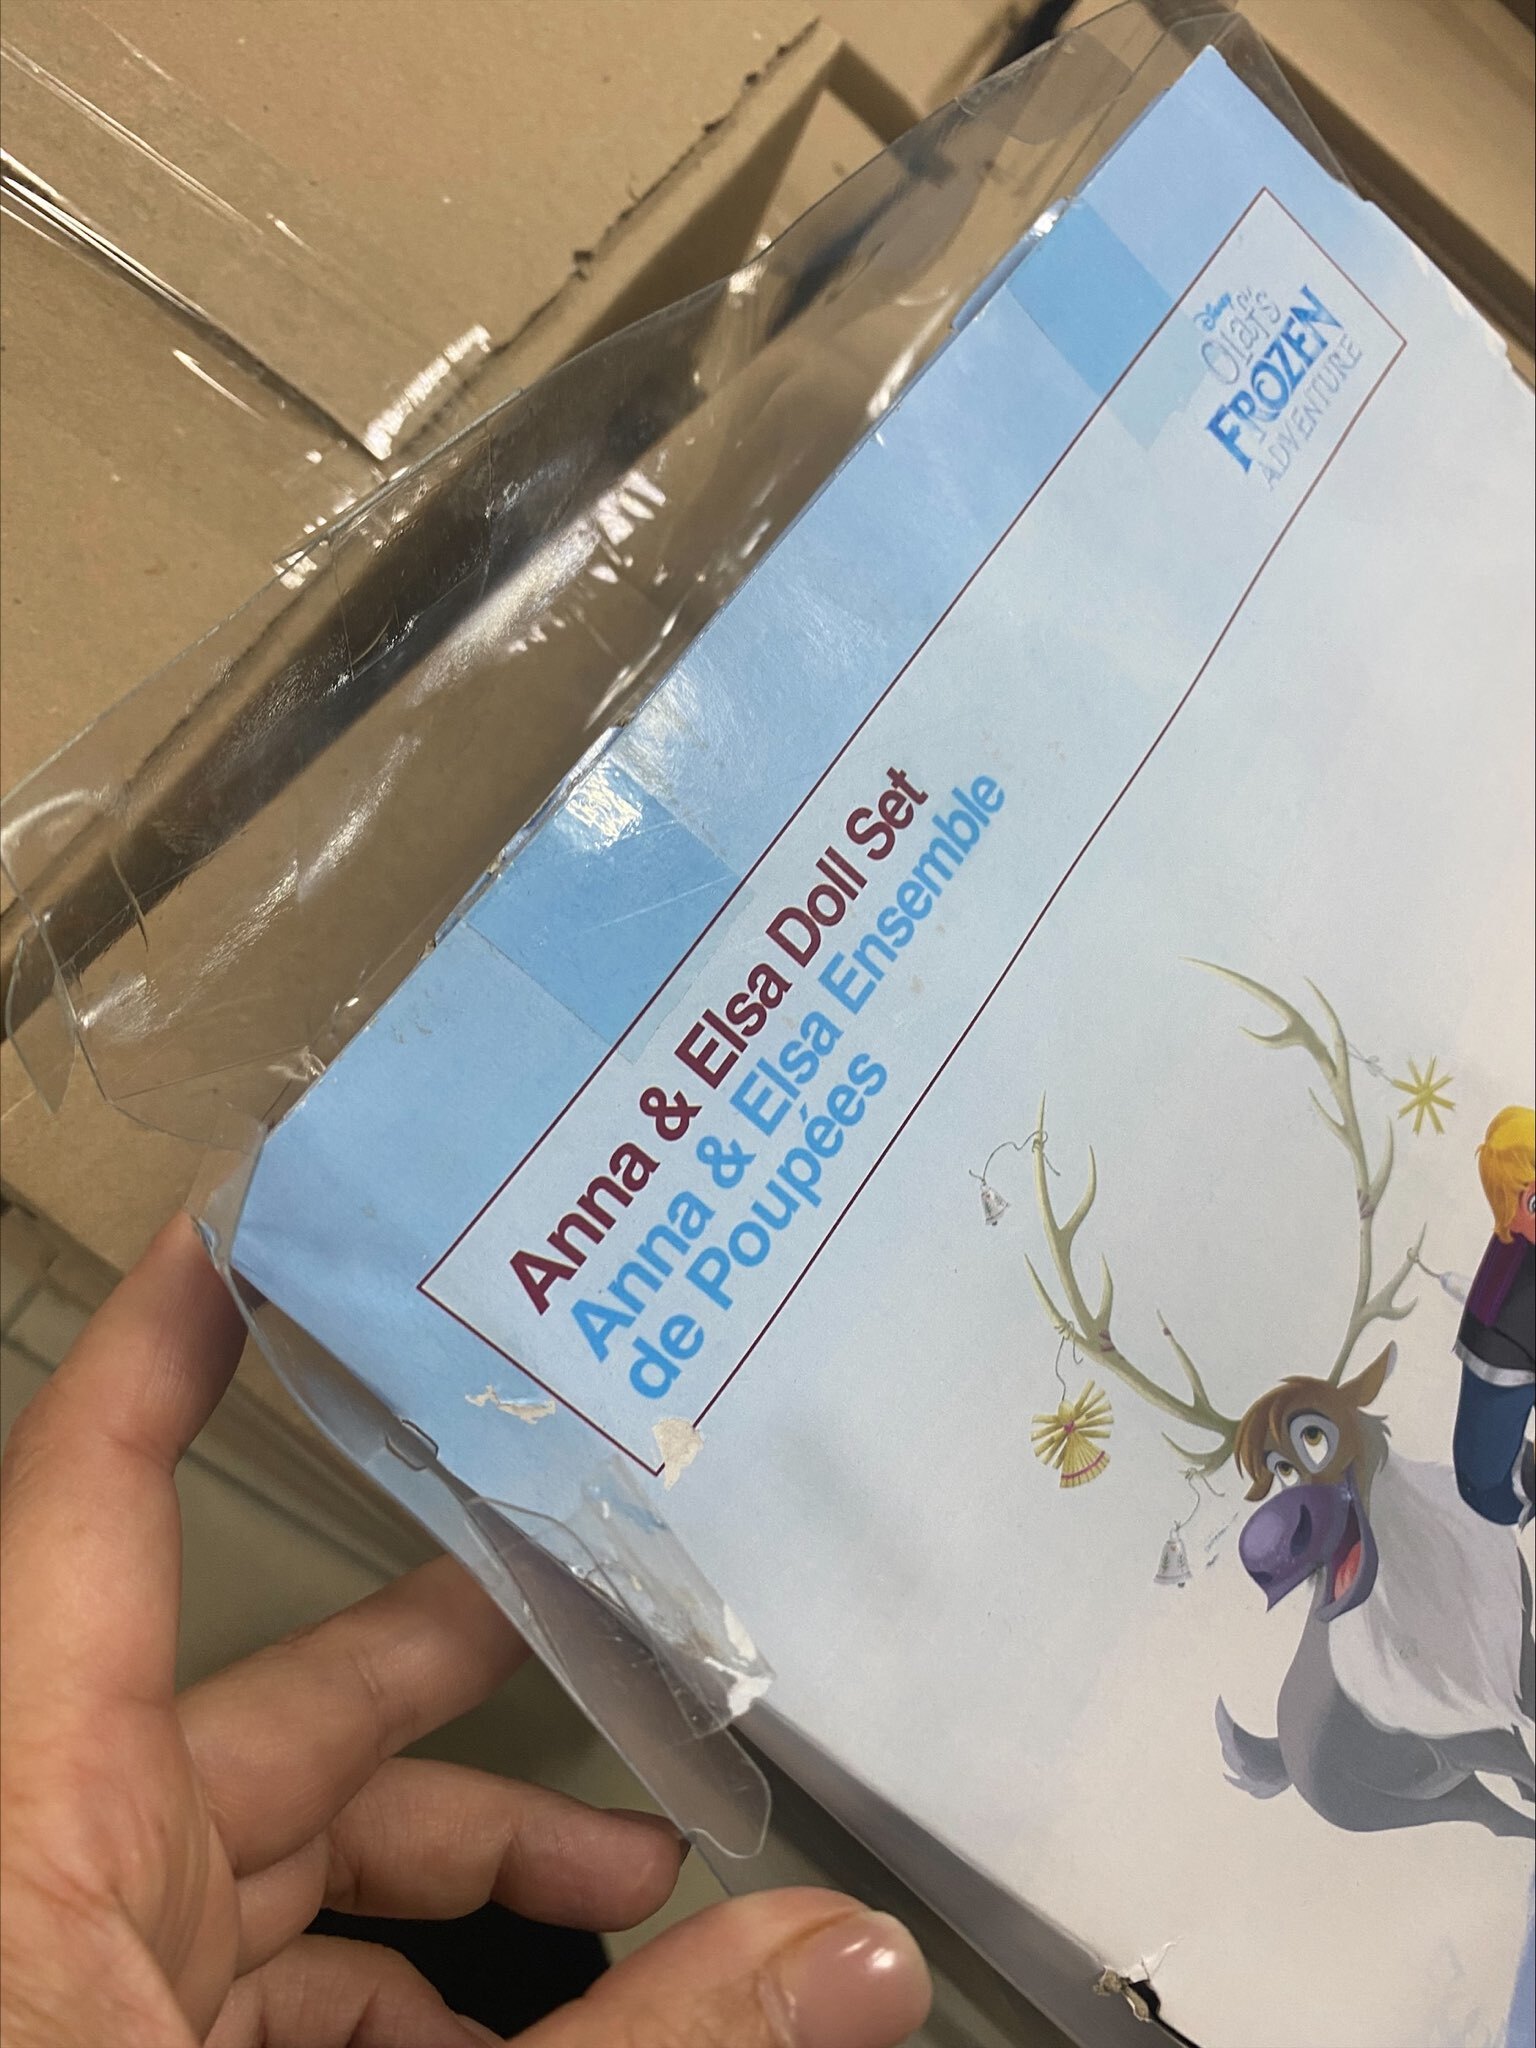 Disney
Olaf's
FROZEN
ADVENTURE
Anna & Elsa Doll Set
Anna & Elsa Ensemble
de Poupées